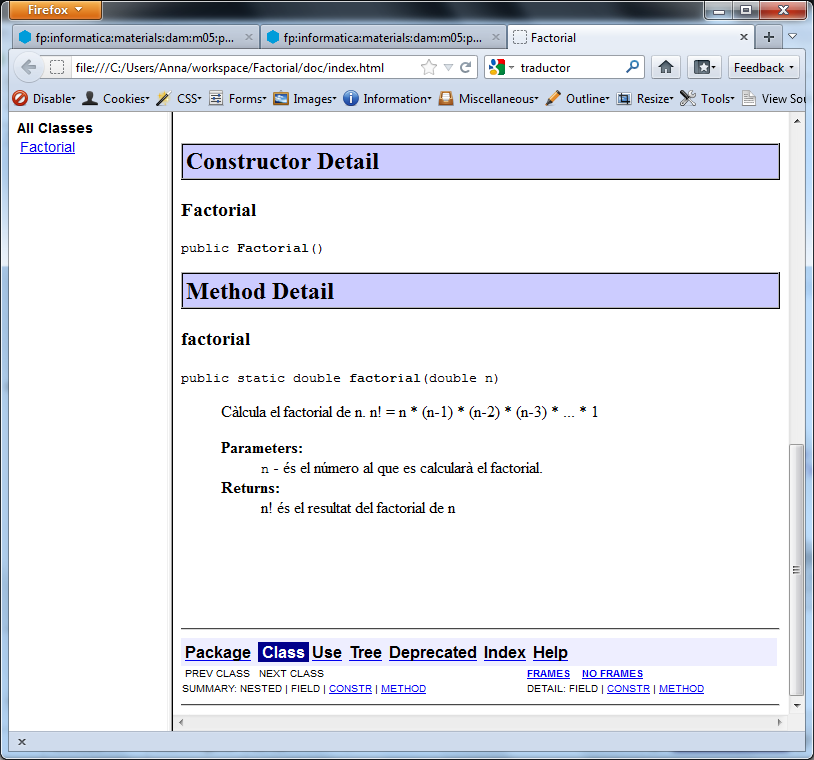 Firefox
fp:informatica:materials:dam:m05:p...
fp:informatica:materials:dam:m05:p...
Factorial
file:///C:/Users/Anna/workspace/Factorial/doc/index.html
traductor
Feedback
Disable Cookies CSS Forms Images Information Miscellaneous Outline Resize Tools View Sou
All Classes
Factorial
Constructor Detail
Factorial
public Factorial()
Method Detail
factorial
public static double factorial(double n)
Càlcula el factorial de n. n! = n * (n-1) * (n-2) * (n-3) * ... * 1
Parameters:
n - és el número al que es calcularà el factorial.
Returns:
n! és el resultat del factorial de n
Package Class Use Tree Deprecated Index Help
PREV CLASS NEXT CLASS FRAMES NO FRAMES
SUMMARY: NESTED | FIELD | CONSTR | METHOD DETAIL: FIELD | CONSTR | METHOD